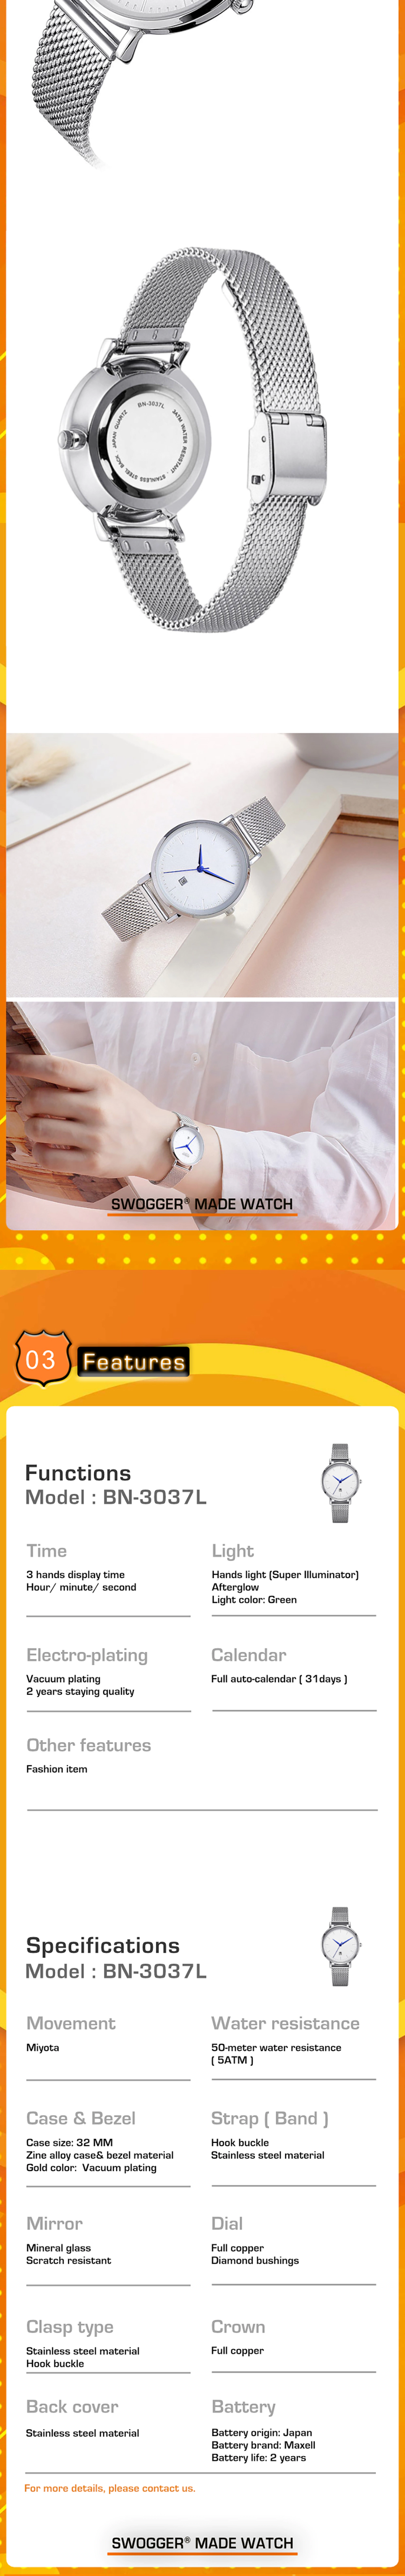 BN-3037L
3ATM WATER RESISTANT · STAINLESS STEEL BACK · JAPAN QUARTZ
SWOGGER® MADE WATCH
03 Features
Functions
Model : BN-3037L
Time
3 hands display time
Hour/ minute/ second
Light
Hands light (Super Illuminator)
Afterglow
Light color: Green
Electro-plating
Vacuum plating
2 years staying quality
Calendar
Full auto-calendar ( 31days )
Other features
Fashion item
Specifications
Model : BN-3037L
Movement
Miyota
Water resistance
50-meter water resistance
( 5ATM )
Case & Bezel
Case size: 32 MM
Zine alloy case& bezel material
Gold color: Vacuum plating
Strap ( Band )
Hook buckle
Stainless steel material
Mirror
Mineral glass
Scratch resistant
Dial
Full copper
Diamond bushings
Clasp type
Stainless steel material
Hook buckle
Crown
Full copper
Back cover
Stainless steel material
Battery
Battery origin: Japan
Battery brand: Maxell
Battery life: 2 years
For more details, please contact us.
SWOGGER® MADE WATCH